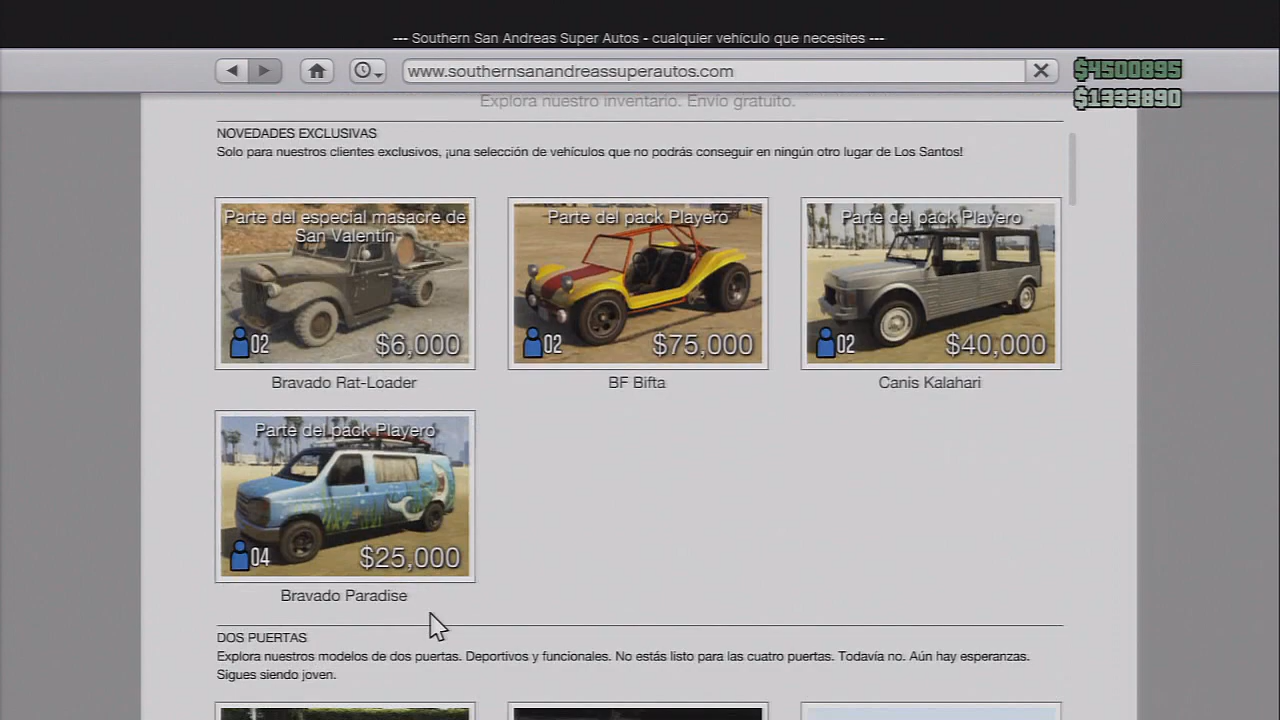 --- Southern San Andreas Super Autos - cualquier vehículo que necesites ---
www.southernsanandreassuperautos.com
$4500895
$1333890
Explora nuestro inventario. Envío gratuito.
NOVEDADES EXCLUSIVAS
Solo para nuestros clientes exclusivos, ¡una selección de vehículos que no podrás conseguir en ningún otro lugar de Los Santos!
Parte del especial masacre de
San Valentín
02
$6,000
Bravado Rat-Loader
Parte del pack Playero
02
$75,000
BF Bifta
Parte del pack Playero
02
$40,000
Canis Kalahari
Parte del pack Playero
04
$25,000
Bravado Paradise
DOS PUERTAS
Explora nuestros modelos de dos puertas. Deportivos y funcionales. No estás listo para las cuatro puertas. Todavía no. Aún hay esperanzas.
Sigues siendo joven.